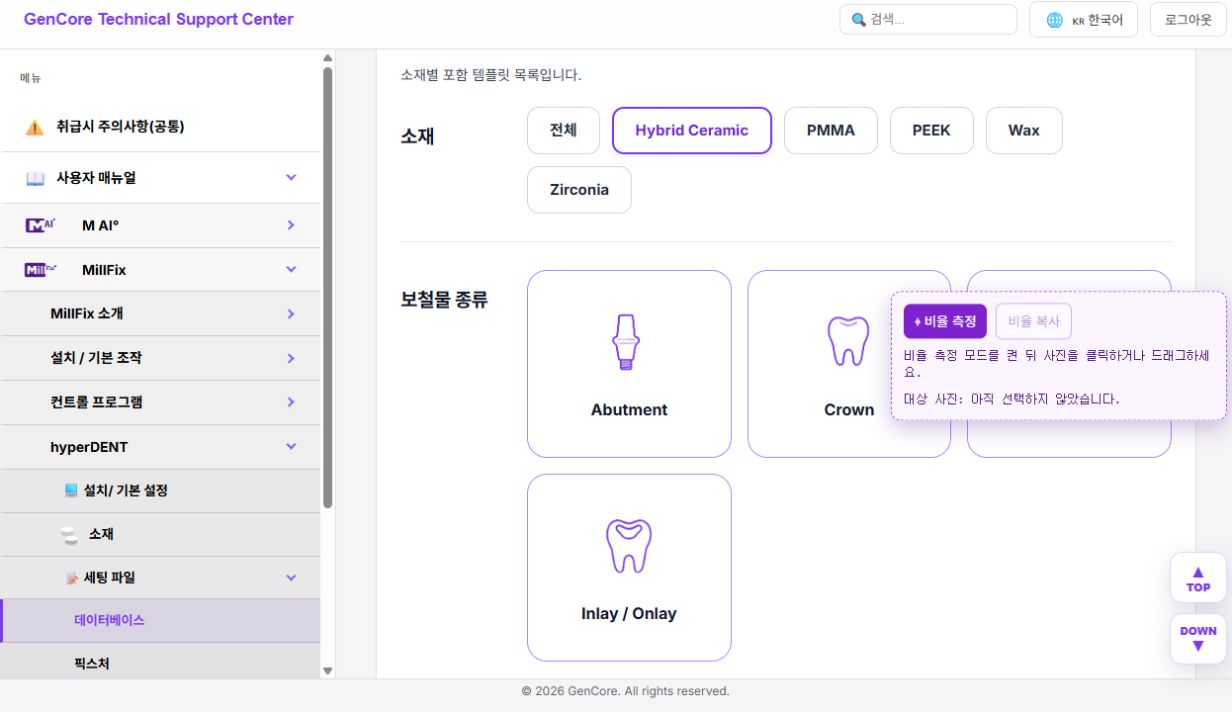 GenCore Technical Support Center
검색...
KR 한국어
로그아웃
메뉴
취급시 주의사항(공통)
사용자 매뉴얼
M AI°
M AI°
MillFix
MillFix 소개
설치 / 기본 조작
컨트롤 프로그램
hyperDENT
설치/ 기본 설정
소재
세팅 파일
데이터베이스
픽스처
소재별 포함 템플릿 목록입니다.
소재
전체
Hybrid Ceramic
PMMA
PEEK
Wax
Zirconia
보철물 종류
Abutment
Crown
Inlay / Onlay
비율 측정
비율 복사
비율 측정 모드를 켠 뒤 사진을 클릭하거나 드래그하세
요.
대상 사진: 아직 선택하지 않았습니다.
TOP
DOWN
© 2026 GenCore. All rights reserved.